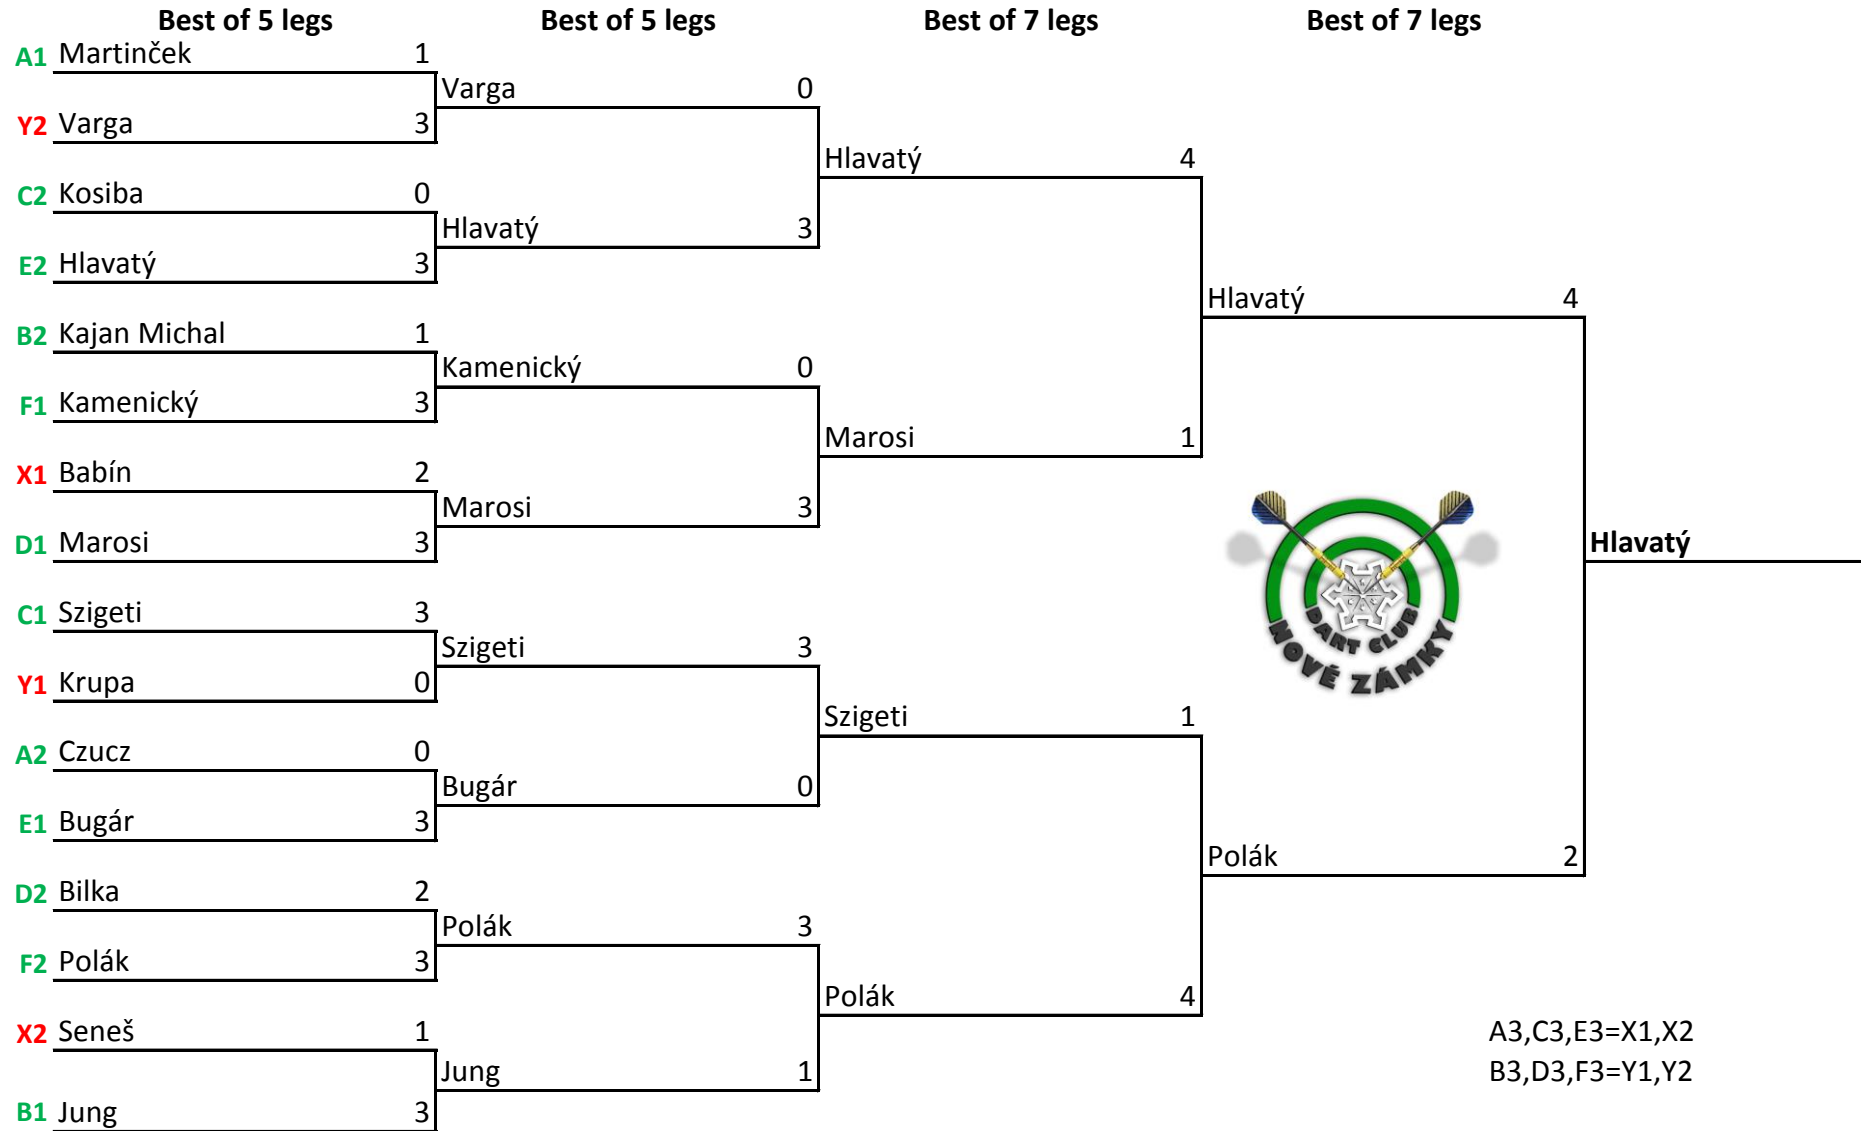 Best of 5 legs Best of 5 legs Best of 7 legs Best of 7 legs
A1 Martinček 1
Varga 0
Y2 Varga 3
Hlavatý 4
C2 Kosiba 0
Hlavatý 3
E2 Hlavatý 3
Hlavatý 4
B2 Kajan Michal 1
Kamenický 0
F1 Kamenický 3
Marosi 1
X1 Babín 2
Marosi 3
D1 Marosi 3
Hlavatý
C1 Szigeti 3
DART CLUB
NOVÉ ZÁMKY
Szigeti 3
Y1 Krupa 0
Szigeti 1
A2 Czucz 0
Bugár 0
E1 Bugár 3
Polák 2
D2 Bilka 2
Polák 3
F2 Polák 3
Polák 4
X2 Seneš 1
A3,C3,E3=X1,X2
Jung 1
B3,D3,F3=Y1,Y2
B1 Jung 3